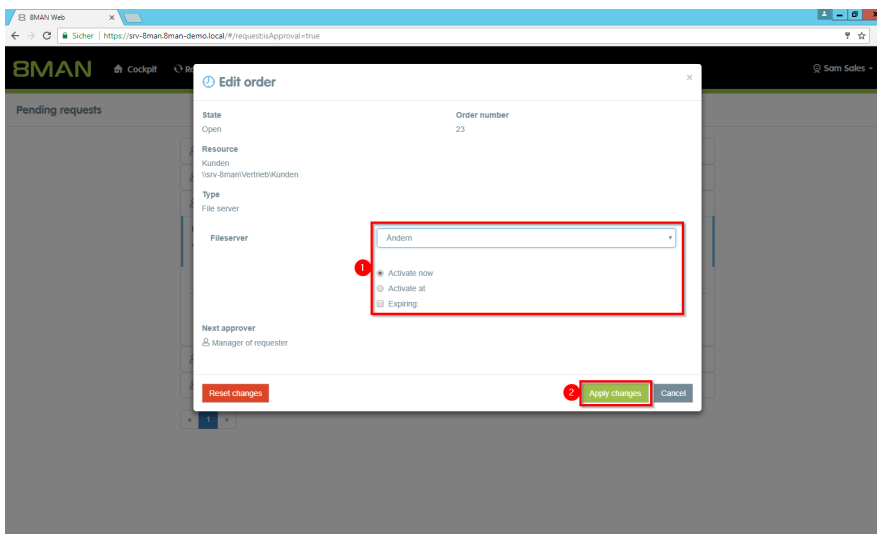 8MAN Web
Sicher | https://srv-8man.8man-demo.local/#/request:isApproval=true
8MAN Cockpit Sam Sales
Pending requests
Edit order
State Order number
Open 23
Resource
Kunden
\\srv-8man\Vertrieb\Kunden
Type
File server
Fileserver Ändern
1 Activate now
Activate at
Expiring:
Next approver
Manager of requester
Reset changes 2 Apply changes Cancel
« 1 »